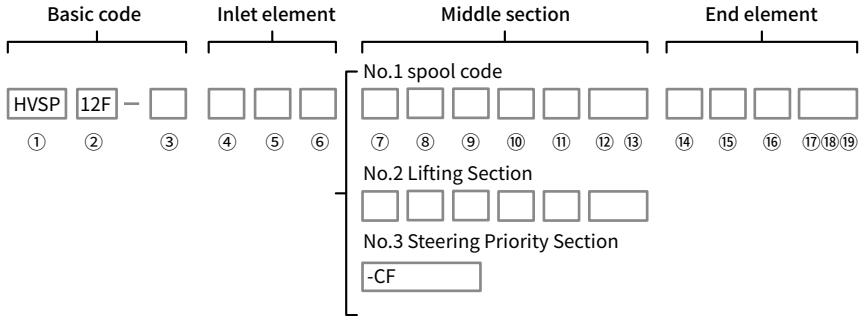 Basic code Inlet element Middle section End element
No.1 spool code
HVSP 12F –
① ② ③ ④ ⑤ ⑥ ⑦ ⑧ ⑨ ⑩ ⑪ ⑫ ⑬ ⑭ ⑮ ⑯ ⑰⑱⑲
No.2 Lifting Section
No.3 Steering Priority Section
-CF